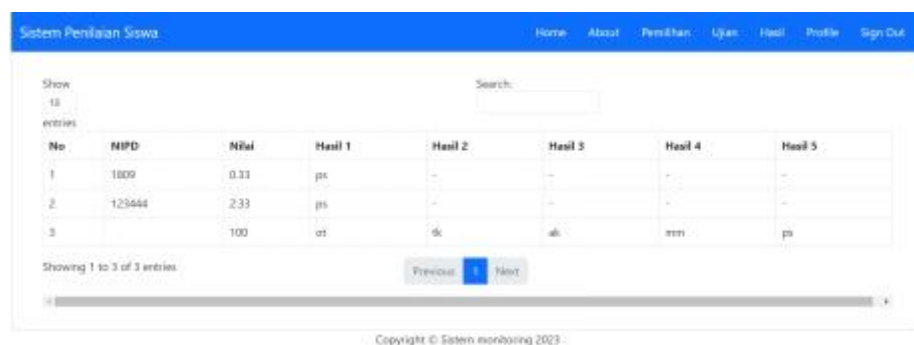 Sistem Penilaian Siswa Home About Pemilihan Ujian Hasil Profile Sign Out
Show Search:
10
entries
No NIPD Nilai Hasil 1 Hasil 2 Hasil 3 Hasil 4 Hasil 5
1 1809 0.33 ps - - - -
2 123444 2.33 ps - - - -
3 100 ot tk ak mm ps
Showing 1 to 3 of 3 entries Previous 1 Next
Copyright © Sistem monitoring 2023